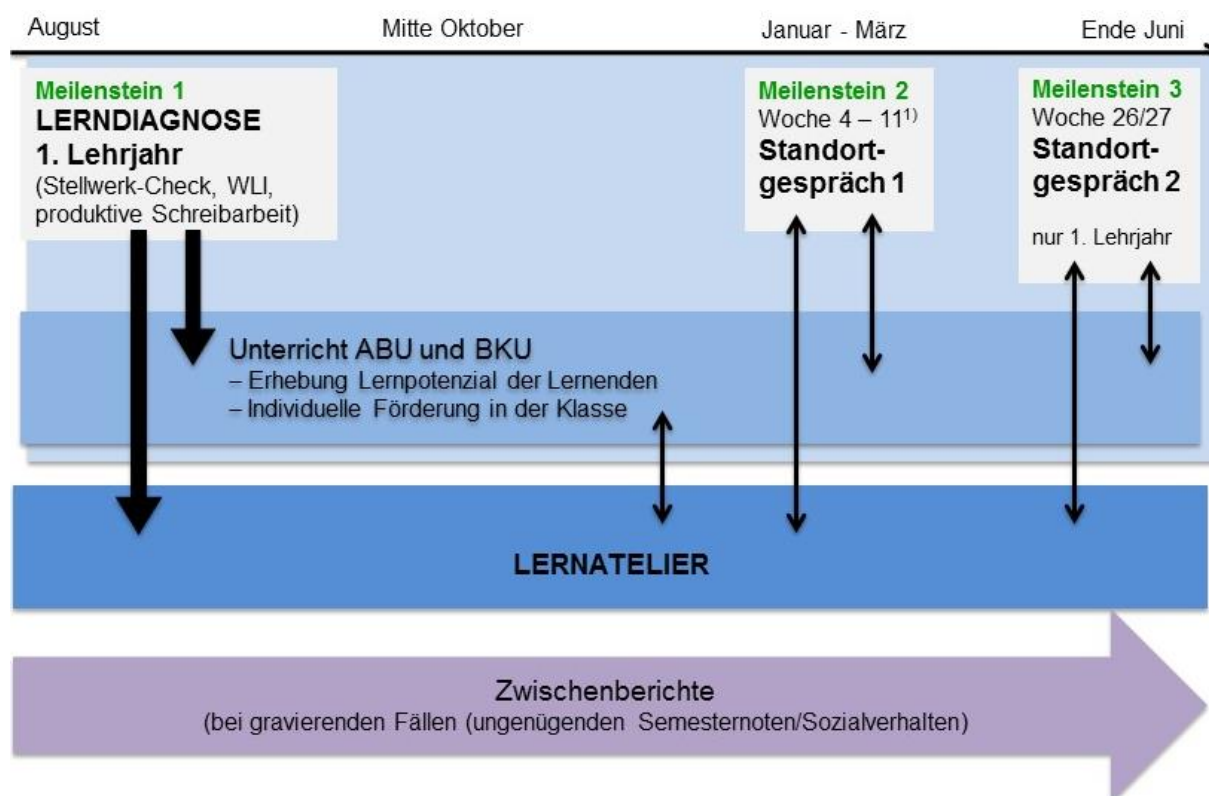 August
Mitte Oktober
Januar - März
Ende Juni
Meilenstein 1
LERNDIAGNOSE
1. Lehrjahr
(Stellwerk-Check, WLI,
produktive Schreibarbeit)
Meilenstein 2
Woche 4 – 11¹⁾
Standort-
gespräch 1
Meilenstein 3
Woche 26/27
Standort-
gespräch 2
nur 1. Lehrjahr
Unterricht ABU und BKU
– Erhebung Lernpotenzial der Lernenden
– Individuelle Förderung in der Klasse
LERNATELIER
Zwischenberichte
(bei gravierenden Fällen (ungenügenden Semesternoten/Sozialverhalten)